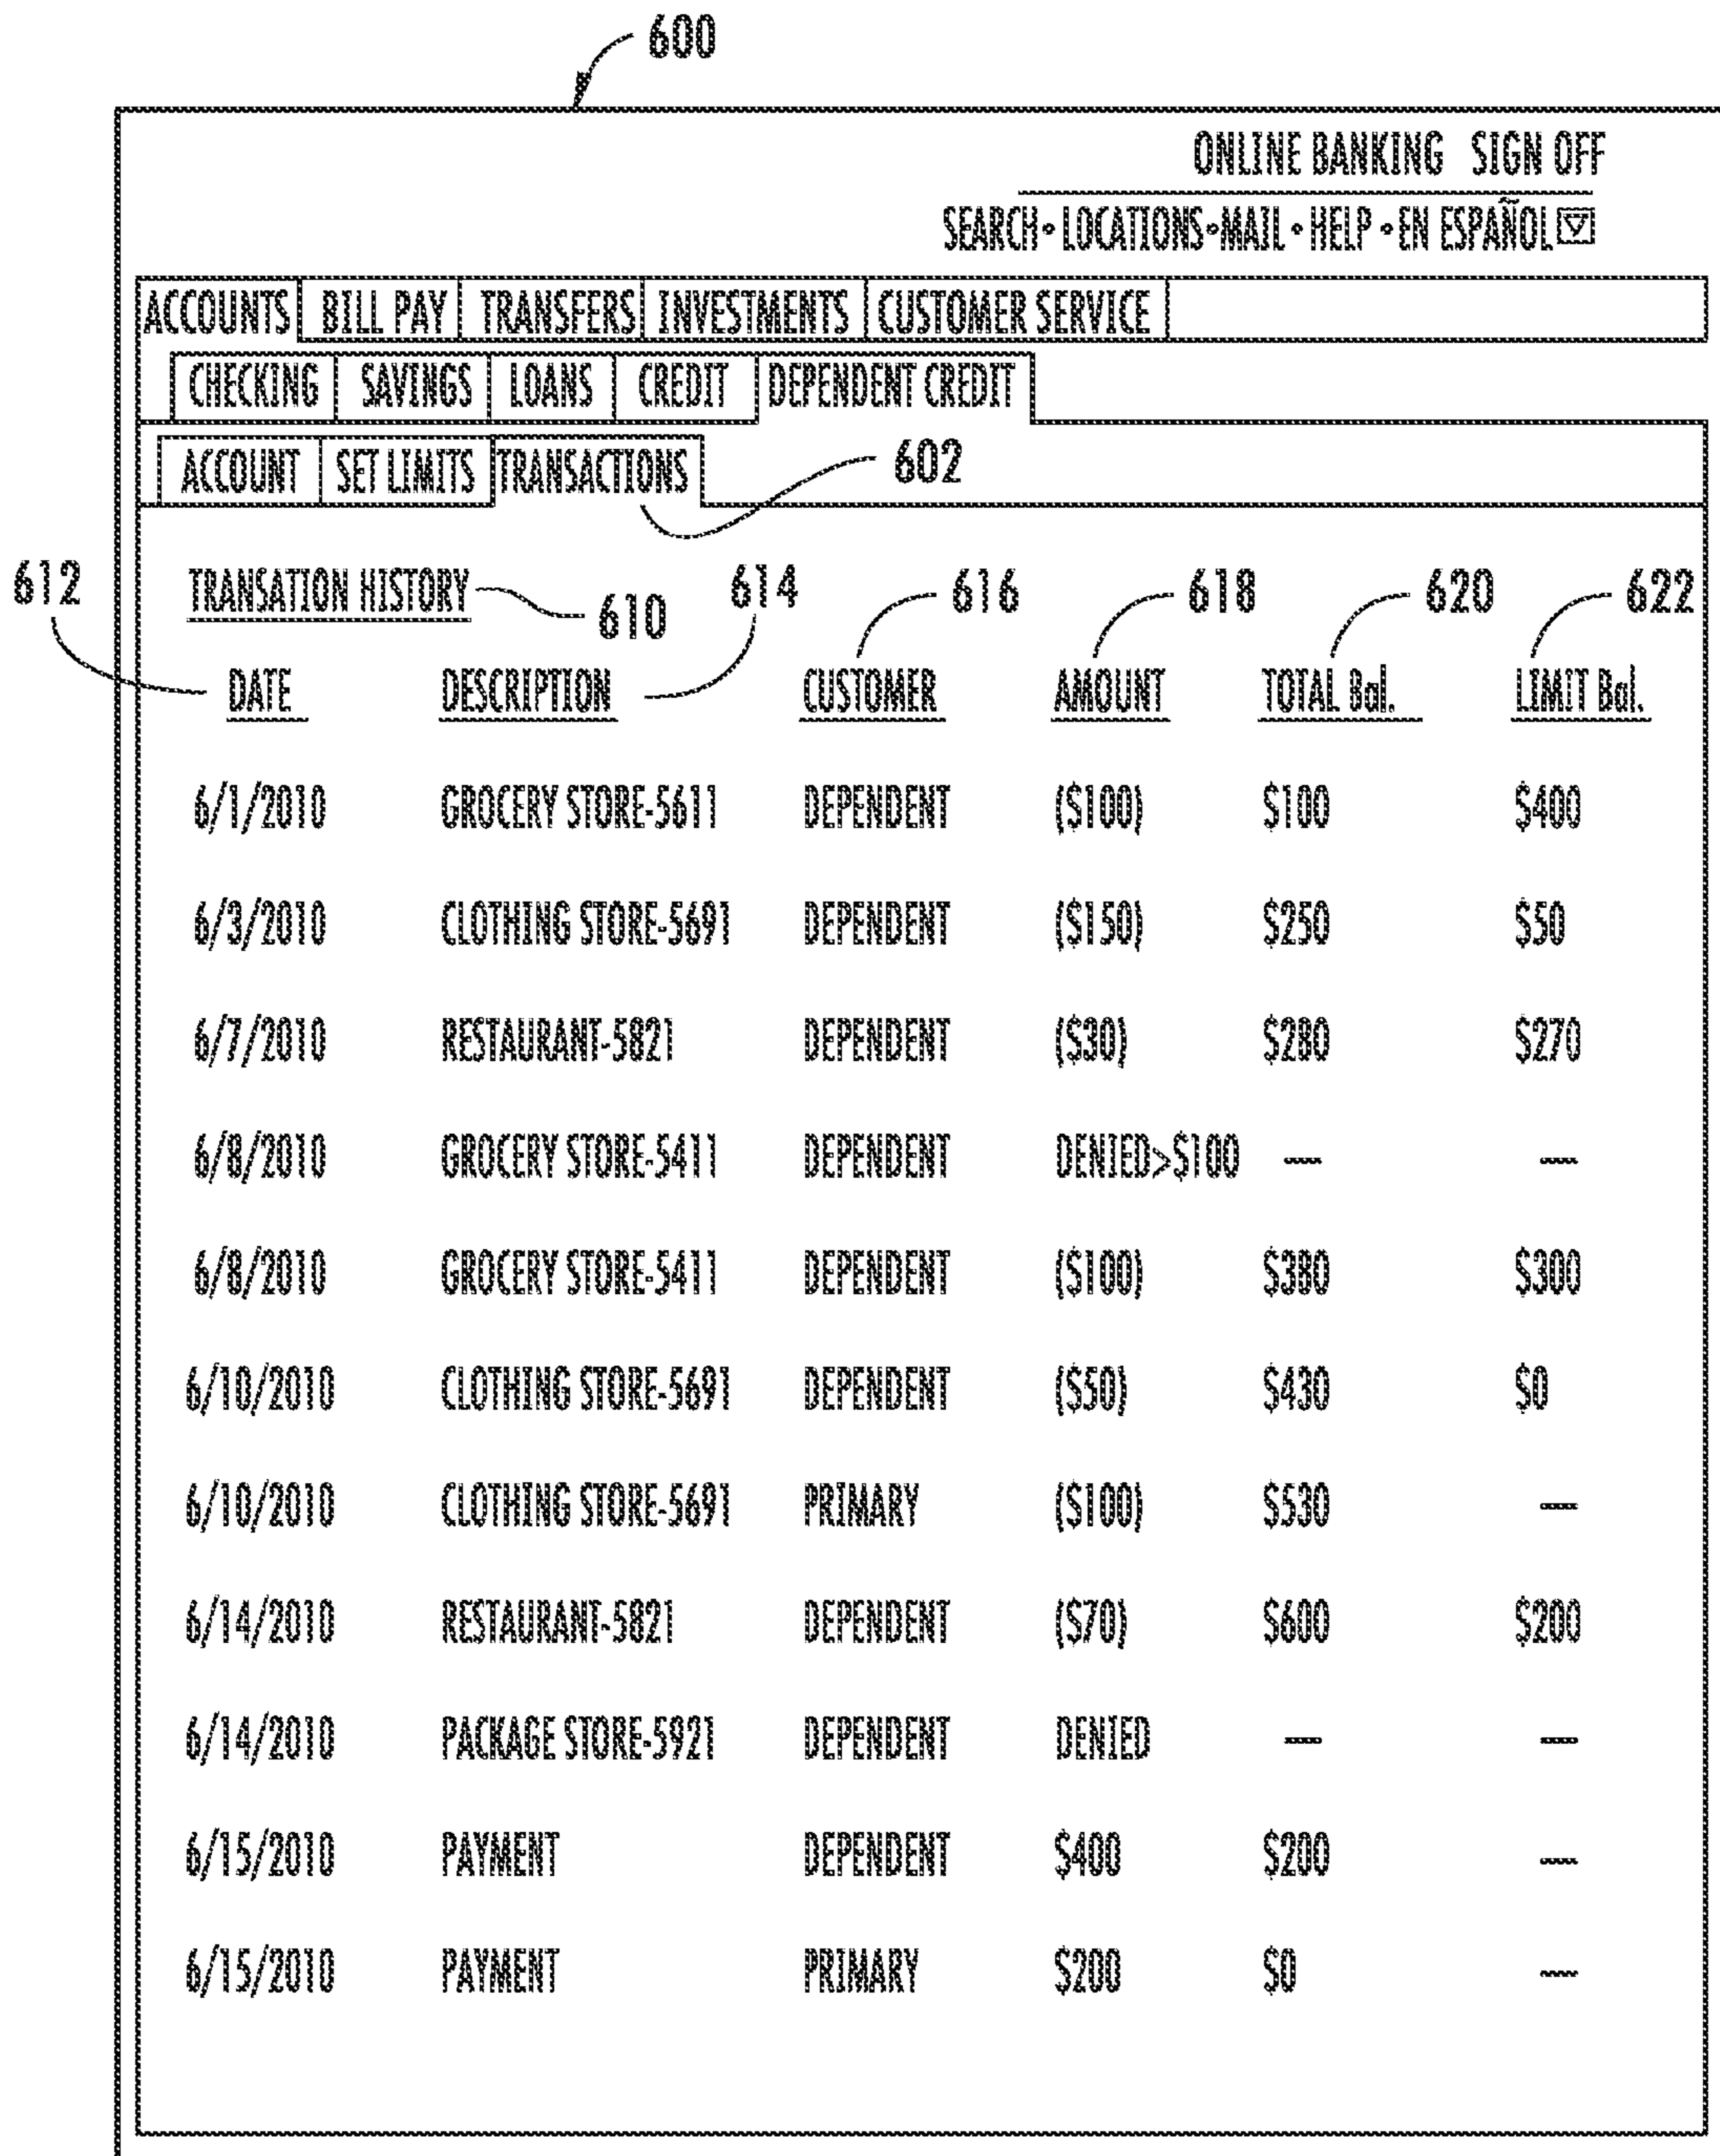 600
ONLINE BANKING SIGN OFF
SEARCH • LOCATIONS • MAIL • HELP • EN ESPAÑOL
ACCOUNTS BILL PAY TRANSFERS INVESTMENTS CUSTOMER SERVICE
CHECKING SAVINGS LOANS CREDIT DEPENDENT CREDIT
ACCOUNT SET LIMITS TRANSACTIONS 602
612 TRANSATION HISTORY 610 614 616 618 620 622
DATE DESCRIPTION CUSTOMER AMOUNT TOTAL Bal. LIMIT Bal.
6/1/2010 GROCERY STORE-5611 DEPENDENT ($100) $100 $400
6/3/2010 CLOTHING STORE-5691 DEPENDENT ($150) $250 $50
6/7/2010 RESTAURANT-5821 DEPENDENT ($30) $280 $270
6/8/2010 GROCERY STORE-5411 DEPENDENT DENIED>$100 — —
6/8/2010 GROCERY STORE-5411 DEPENDENT ($100) $380 $300
6/10/2010 CLOTHING STORE-5691 DEPENDENT ($50) $430 $0
6/10/2010 CLOTHING STORE-5691 PRIMARY ($100) $530 —
6/14/2010 RESTAURANT-5821 DEPENDENT ($70) $600 $200
6/14/2010 PACKAGE STORE-5921 DEPENDENT DENIED — —
6/15/2010 PAYMENT DEPENDENT $400 $200 —
6/15/2010 PAYMENT PRIMARY $200 $0 —